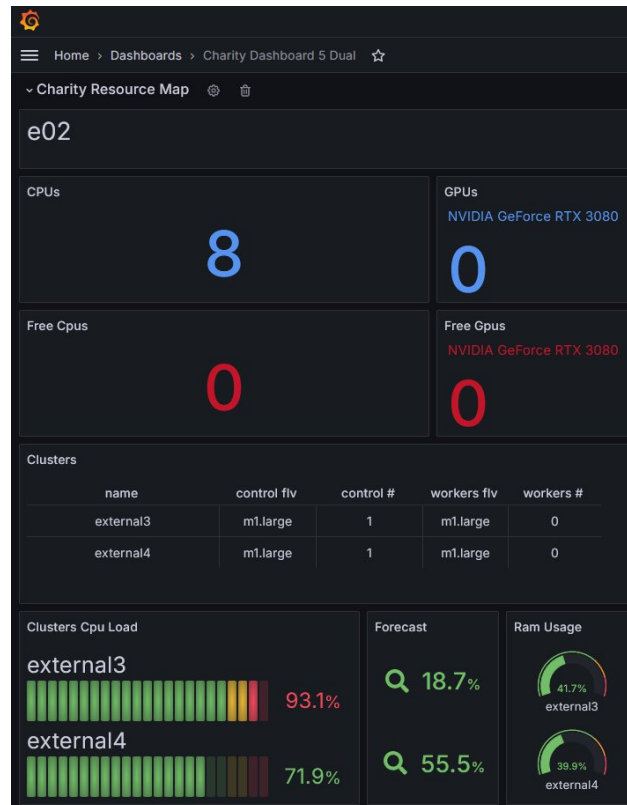 Home › Dashboards › Charity Dashboard 5 Dual
Charity Resource Map
e02
CPUs
8
GPUs
NVIDIA GeForce RTX 3080
0
Free Cpus
0
Free Gpus
NVIDIA GeForce RTX 3080
0
Clusters
name control flv control # workers flv workers #
external3 m1.large 1 m1.large 0
external4 m1.large 1 m1.large 0
Clusters Cpu Load
external3
93.1%
external4
71.9%
Forecast
18.7%
55.5%
Ram Usage
41.7%
external3
39.9%
external4